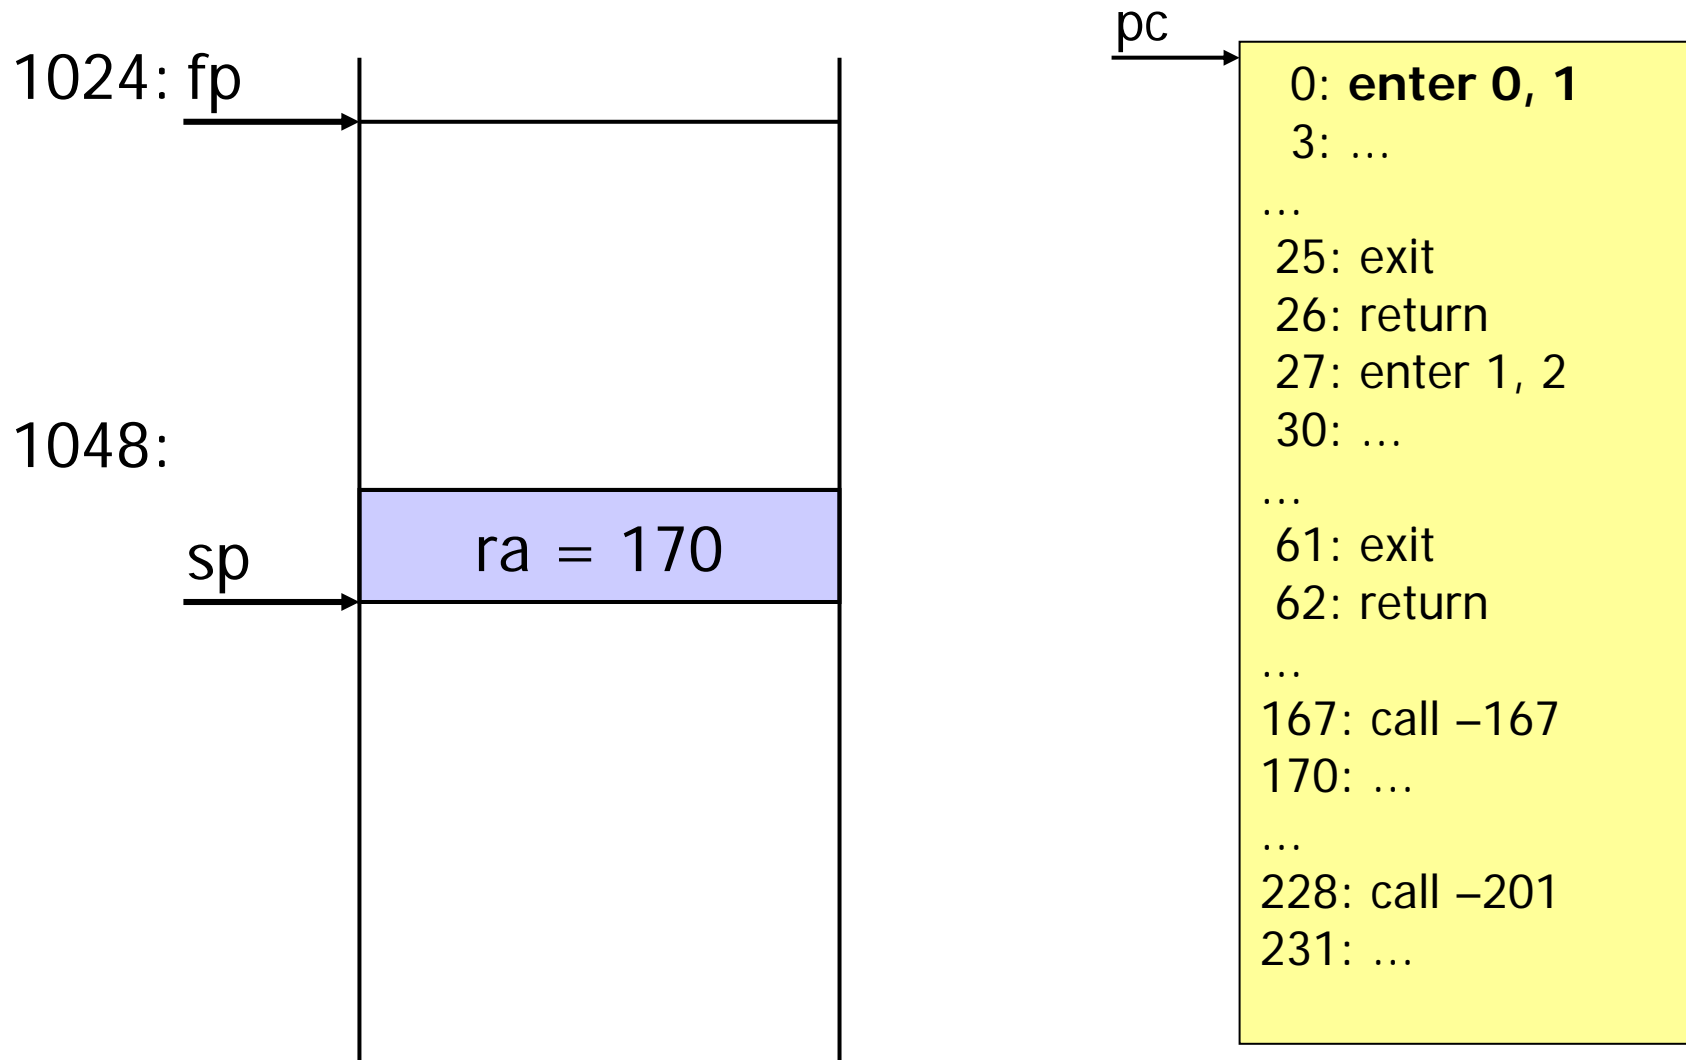 1024: fp
1048:
sp
ra = 170
pc
0: enter 0, 1
3: ...
...
25: exit
26: return
27: enter 1, 2
30: ...
...
61: exit
62: return
...
167: call –167
170: ...
...
228: call –201
231: ...